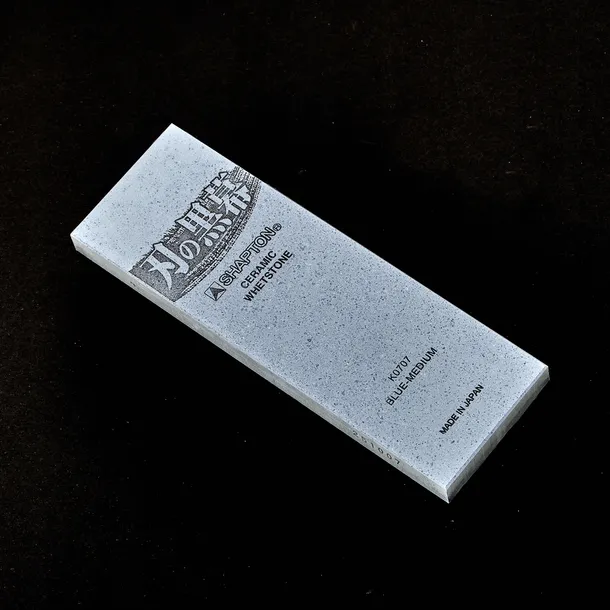 刃の黒幕
SHAPTON®
CERAMIC
WHETSTONE
K0707
BLUE-MEDIUM
MADE IN JAPAN